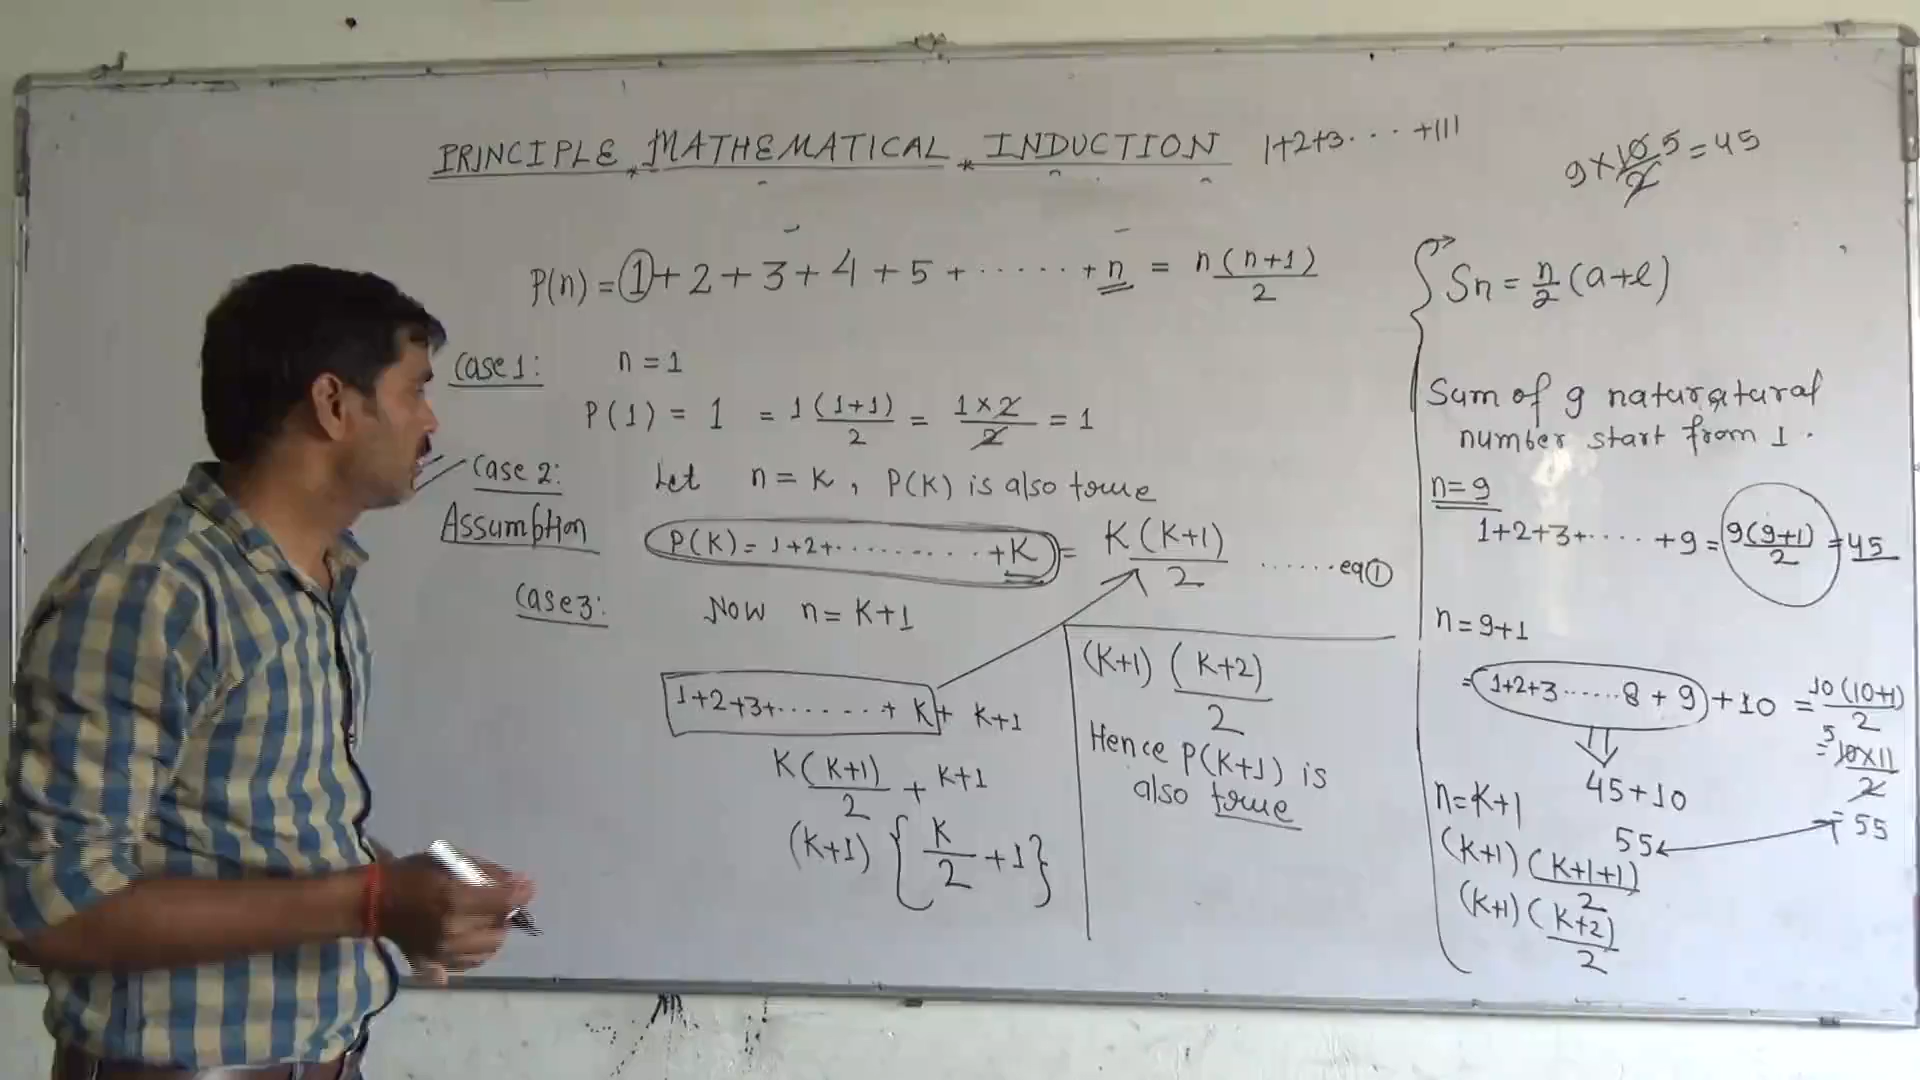 PRINCIPLE MATHEMATICAL INDUCTION 1+2+3....+111
9 × 10/2 5 = 45
P(n) = 1 + 2 + 3 + 4 + 5 + ...... + n = n(n+1)/2
Case 1: n = 1
P(1) = 1 = 1(1+1)/2 = 1×2/2 = 1
Case 2: Let n = K, P(K) is also true
Assumption P(K) = 1+2+..........+K = K(K+1)/2 ......eq1
Case3: Now n = K+1
1+2+3+.......+ K + K+1
K(K+1)/2 + K+1
(K+1) { K/2 + 1 }
(K+1) (K+2)/2
Hence P(K+1) is
also true
Sn = n/2 (a+l)
Sum of 9 naturatural
number start from 1.
n=9
1+2+3+.....+9 = 9(9+1)/2 = 45
n=9+1
= 1+2+3......8+9 + 10 = 10(10+1)/2
= 5 10×11/2
45+10
= 55
55
n=K+1
(K+1) (K+1+1)/2
(K+1) (K+2)/2